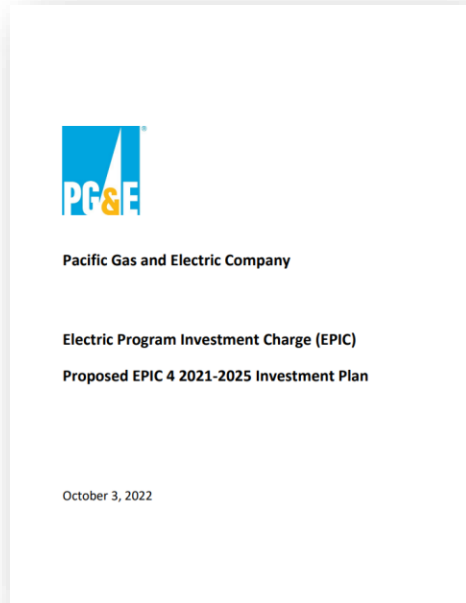 PG&E
Pacific Gas and Electric Company
Electric Program Investment Charge (EPIC)
Proposed EPIC 4 2021-2025 Investment Plan
October 3, 2022